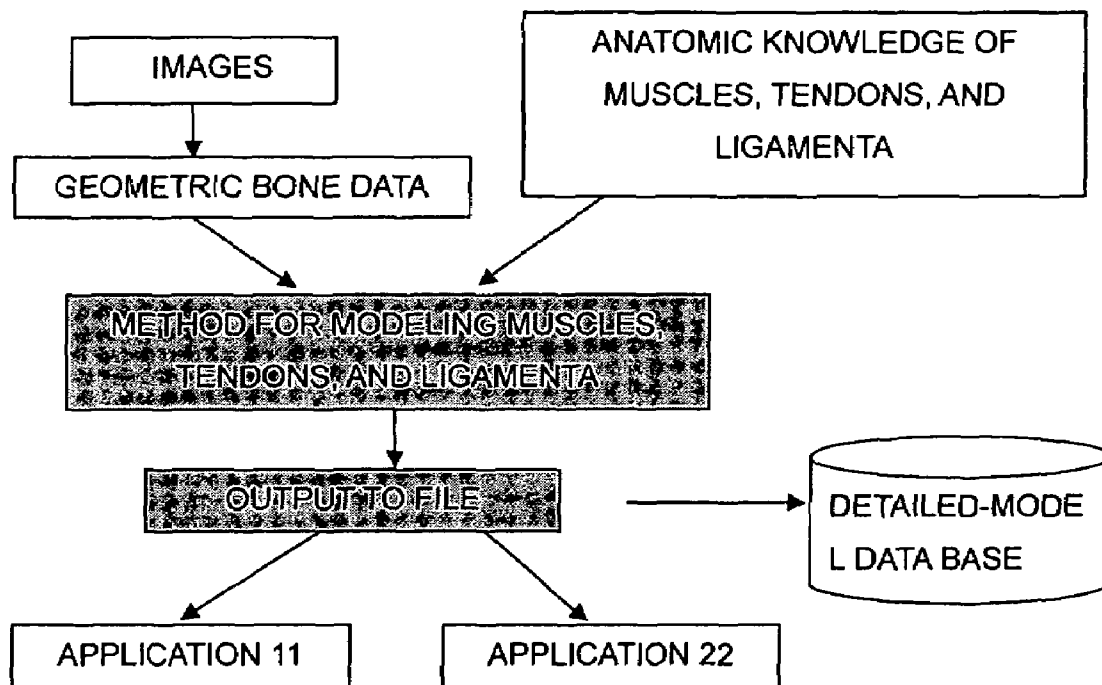 IMAGES
ANATOMIC KNOWLEDGE OF
MUSCLES, TENDONS, AND
LIGAMENTA
GEOMETRIC BONE DATA
METHOD FOR MODELING MUSCLES,
TENDONS, AND LIGAMENTA
OUTPUT TO FILE
DETAILED-MODE
L DATA BASE
APPLICATION 11
APPLICATION 22